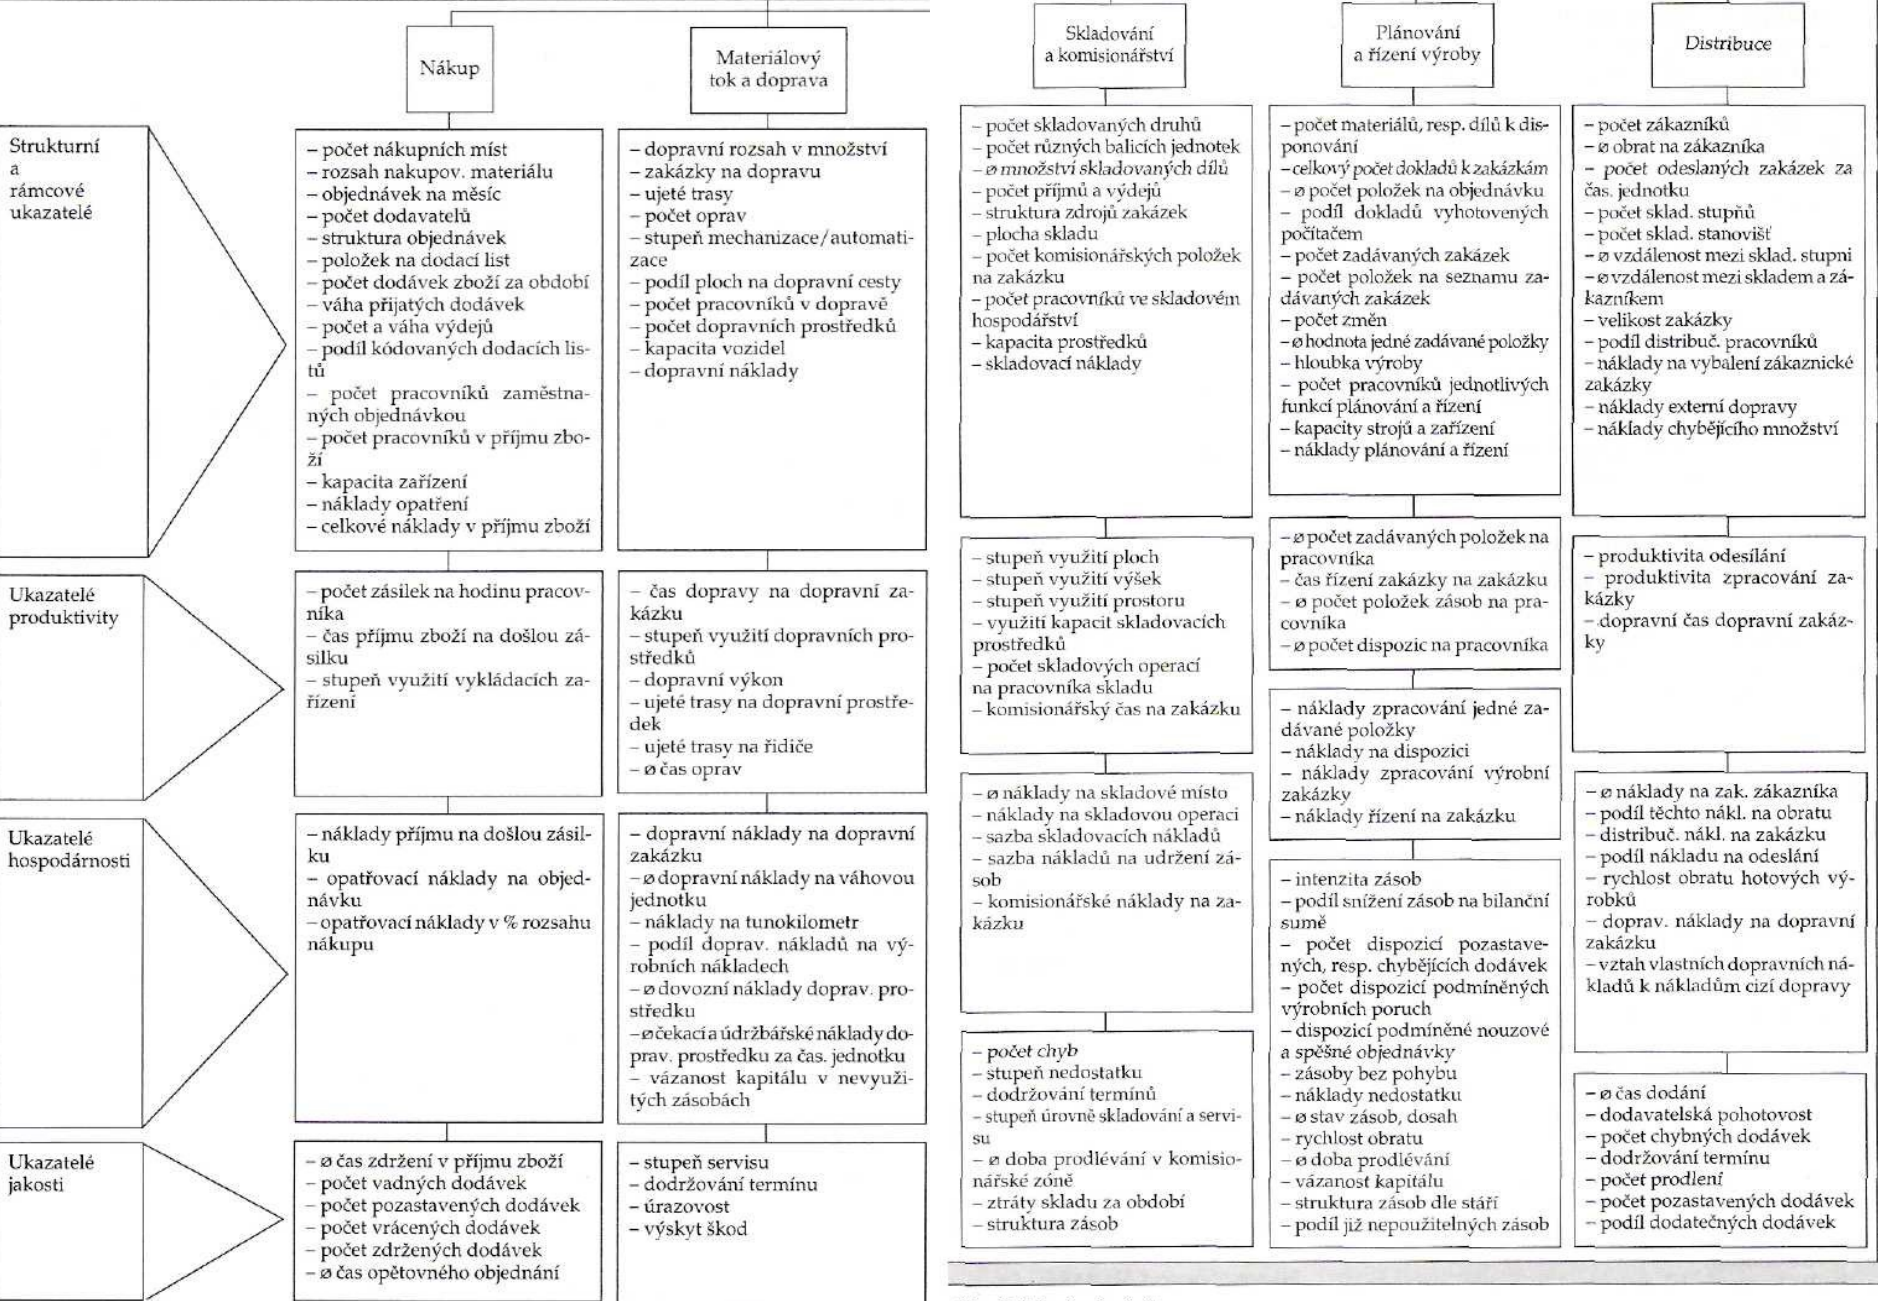 Nákup
Materiálový
tok a doprava
Skladování
a komisionářství
Plánování
a řízení výroby
Distribuce
Strukturní
a
rámcové
ukazatelé
– počet nákupních míst
– rozsah nakupov. materiálu
– objednávek na měsíc
– počet dodavatelů
– struktura objednávek
– položek na dodací list
– počet dodávek zboží za období
– váha přijatých dodávek
– počet a váha výdejů
– podíl kódovaných dodacích lis-
tů
– počet pracovníků zaměstna-
ných objednávkou
– počet pracovníků v příjmu zbo-
ží
– kapacita zařízení
– náklady opatření
– celkové náklady v příjmu zboží
– dopravní rozsah v množství
– zakázky na dopravu
– ujeté trasy
– počet oprav
– stupeň mechanizace/automati-
zace
– podíl ploch na dopravní cesty
– počet pracovníků v dopravě
– počet dopravních prostředků
– kapacita vozidel
– dopravní náklady
– počet skladovaných druhů
– počet různých balicích jednotek
– ø množství skladovaných dílů
– počet příjmů a výdejů
– struktura zdrojů zakázek
– plocha skladu
– počet komisionářských položek
na zakázku
– počet pracovníků ve skladovém
hospodářství
– kapacita prostředků
– skladovací náklady
– počet materiálů, resp. dílů k dis-
ponování
– celkový počet dokladů k zakázkám
– ø počet položek na objednávku
– podíl dokladů vyhotovených
počítačem
– počet zadávaných zakázek
– počet položek na seznamu za-
dávaných zakázek
– počet změn
– ø hodnota jedné zadávané položky
– hloubka výroby
– počet pracovníků jednotlivých
funkcí plánování a řízení
– kapacity strojů a zařízení
– náklady plánování a řízení
– počet zákazníků
– ø obrat na zákazníka
– počet odeslaných zakázek za
čas. jednotku
– počet sklad. stupňů
– počet sklad. stanovišť
– ø vzdálenost mezi sklad. stupni
– ø vzdálenost mezi skladem a zá-
kazníkem
– velikost zakázky
– podíl distribuč. pracovníků
– náklady na vybalení zákaznické
zakázky
– náklady externí dopravy
– náklady chybějícího množství
Ukazatelé
produktivity
– počet zásilek na hodinu pracov-
níka
– čas příjmu zboží na došlou zá-
silku
– stupeň využití vykládacích za-
řízení
– čas dopravy na dopravní za-
kázku
– stupeň využití dopravních pro-
středků
– dopravní výkon
– ujeté trasy na dopravní prostře-
dek
– ujeté trasy na řidiče
– ø čas oprav
– stupeň využití ploch
– stupeň využití výšek
– stupeň využití prostoru
– využití kapacit skladovacích
prostředků
– počet skladových operací
na pracovníka skladu
– komisionářský čas na zakázku
– ø počet zadávaných položek na
pracovníka
– čas řízení zakázky na zakázku
– ø počet položek zásob na pra-
covníka
– ø počet dispozic na pracovníka
– produktivita odesílání
– produktivita zpracování za-
kázky
– dopravní čas dopravní zakáz-
ky
Ukazatelé
hospodárnosti
– náklady příjmu na došlou zásil-
ku
– opatřovací náklady na objed-
návku
– opatřovací náklady v % rozsahu
nákupu
– dopravní náklady na dopravní
zakázku
– ø dopravní náklady na váhovou
jednotku
– náklady na tunokilometr
– podíl doprav. nákladů na vý-
robních nákladech
– ø dovozní náklady doprav. pro-
středku
– ø čekací a údržbářské náklady do-
prav. prostředku za čas. jednotku
– vázanost kapitálu v nevyuži-
tých zásobách
– ø náklady na skladové místo
– náklady na skladovou operaci
– sazba skladovacích nákladů
– sazba nákladů na udržení zá-
sob
– komisionářské náklady na za-
kázku
– náklady zpracování jedné za-
dávané položky
– náklady na dispozici
– náklady zpracování výrobní
zakázky
– náklady řízení na zakázku
– ø náklady na zak. zákazníka
– podíl těchto nákl. na obratu
– distribuč. nákl. na zakázku
– podíl nákladu na odeslání
– rychlost obratu hotových vý-
robků
– doprav. náklady na dopravní
zakázku
– vztah vlastních dopravních ná-
kladů k nákladům cizí dopravy
Ukazatelé
jakosti
– ø čas zdržení v příjmu zboží
– počet vadných dodávek
– počet pozastavených dodávek
– počet vrácených dodávek
– počet zdržených dodávek
– ø čas opětovného objednání
– stupeň servisu
– dodržování termínu
– úrazovost
– výskyt škod
– počet chyb
– stupeň nedostatku
– dodržování termínů
– stupeň úrovně skladování a servi-
su
– ø doba prodlévání v komisio-
nářské zóně
– ztráty skladu za období
– struktura zásob
– intenzita zásob
– podíl snížení zásob na bilanční
sumě
– počet dispozicí pozastave-
ných, resp. chybějících dodávek
– počet dispozicí podmíněných
výrobních poruch
– dispozicí podmíněné nouzové
a spěšné objednávky
– zásoby bez pohybu
– náklady nedostatku
– ø stav zásob, dosah
– rychlost obratu
– ø doba prodlévání
– vázanost kapitálu
– struktura zásob dle stáří
– podíl již nepoužitelných zásob
– ø čas dodání
– dodavatelská pohotovost
– počet chybných dodávek
– dodržování termínu
– počet prodlení
– počet pozastavených dodávek
– podíl dodatečných dodávek